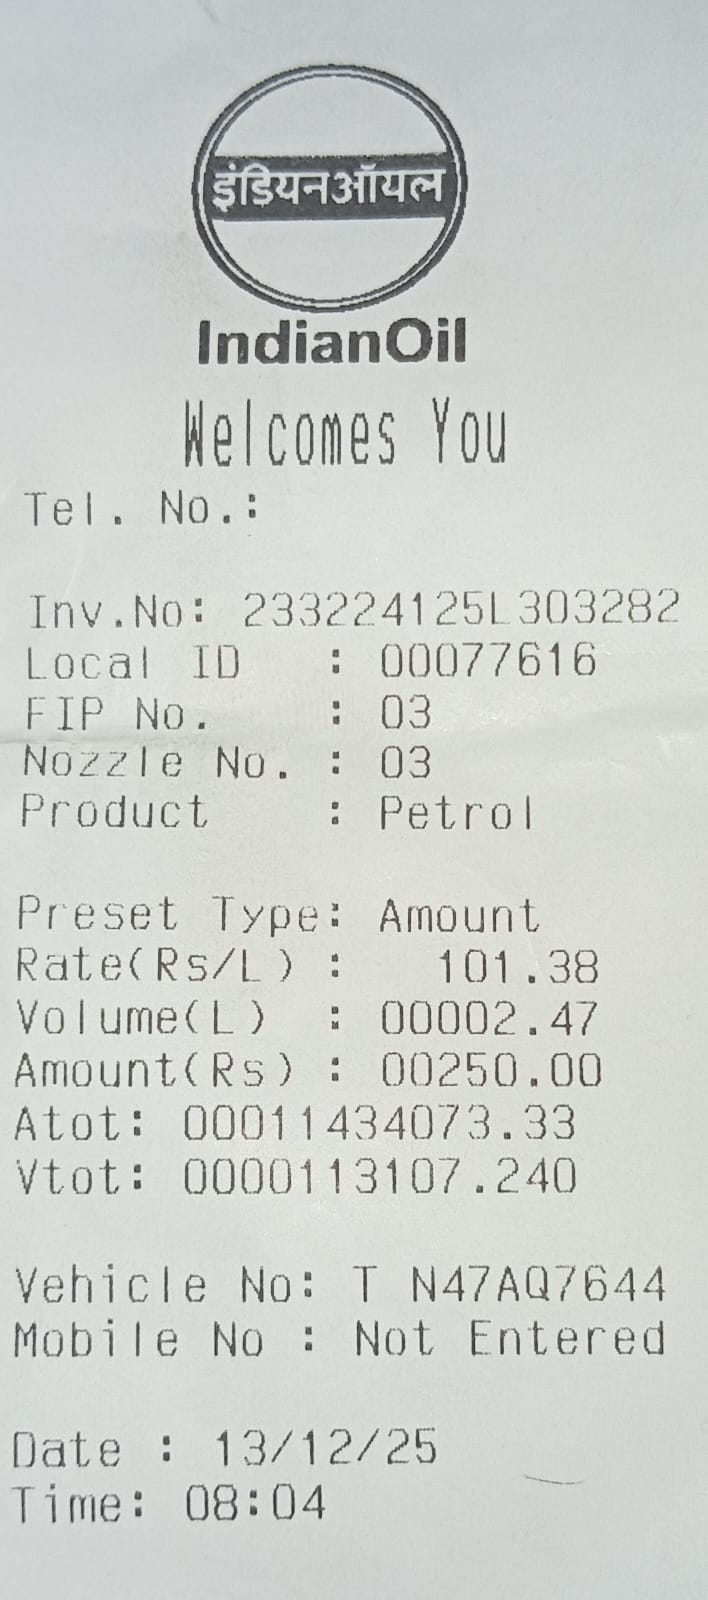 इंडियनऑयल
IndianOil
Welcomes You
Tel. No.:
Inv.No: 233224125L303282
Local ID : 00077616
FIP No. : 03
Nozzle No. : 03
Product : Petrol
Preset Type: Amount
Rate(Rs/L) : 101.38
Volume(L) : 00002.47
Amount(Rs) : 00250.00
Atot: 00011434073.33
Vtot: 0000113107.240
Vehicle No: T N47AQ7644
Mobile No : Not Entered
Date : 13/12/25
Time: 08:04